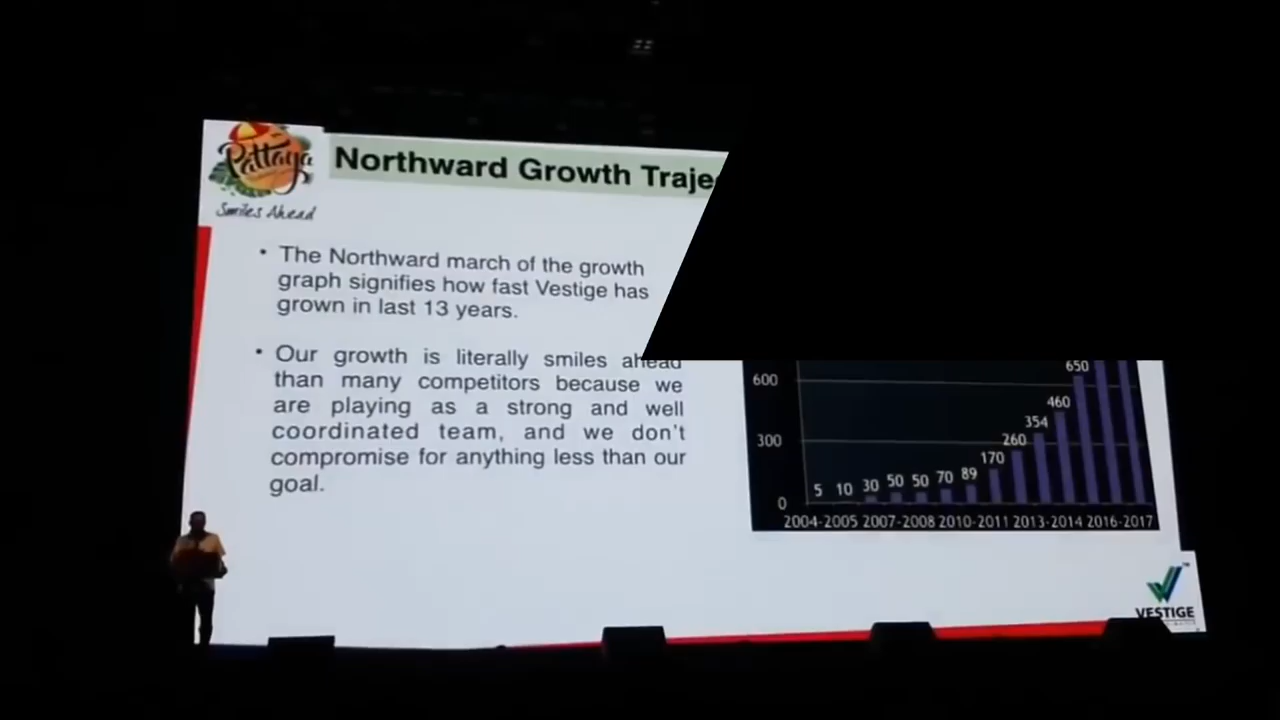 Pattaya
Smiles Ahead
Northward Growth
• The Northward march of the growth
graph signifies how fast Vestige has
grown in last 13 years.
• Our growth is literally smiles ahead
than many competitors because we
are playing as a strong and well
coordinated team, and we don't
compromise for anything less than our
goal.
650
600
460
354
300
260
170
5 10 30 50 50 70 89
0
2004-2005 2007-2008 2010-2011 2013-2014 2016-2017
VESTIGE